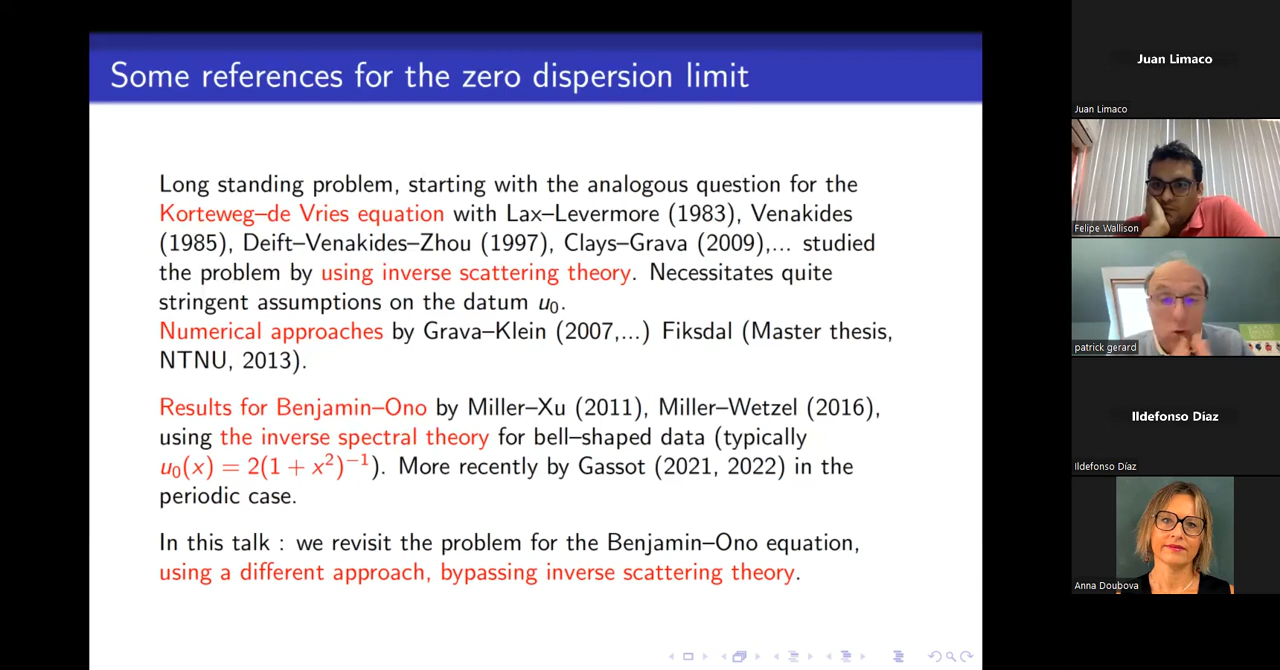 Some references for the zero dispersion limit
Long standing problem, starting with the analogous question for the
Korteweg–de Vries equation with Lax–Levermore (1983), Venakides
(1985), Deift–Venakides–Zhou (1997), Clays–Grava (2009),... studied
the problem by using inverse scattering theory. Necessitates quite
stringent assumptions on the datum u₀.
Numerical approaches by Grava–Klein (2007,...) Fiksdal (Master thesis,
NTNU, 2013).
Results for Benjamin–Ono by Miller–Xu (2011), Miller–Wetzel (2016),
using the inverse spectral theory for bell–shaped data (typically
u₀(x) = 2(1 + x²)⁻¹). More recently by Gassot (2021, 2022) in the
periodic case.
In this talk : we revisit the problem for the Benjamin–Ono equation,
using a different approach, bypassing inverse scattering theory.
Juan Limaco
Juan Limaco
Felipe Wallison
patrick gerard
Ildefonso Díaz
Ildefonso Díaz
Anna Doubova